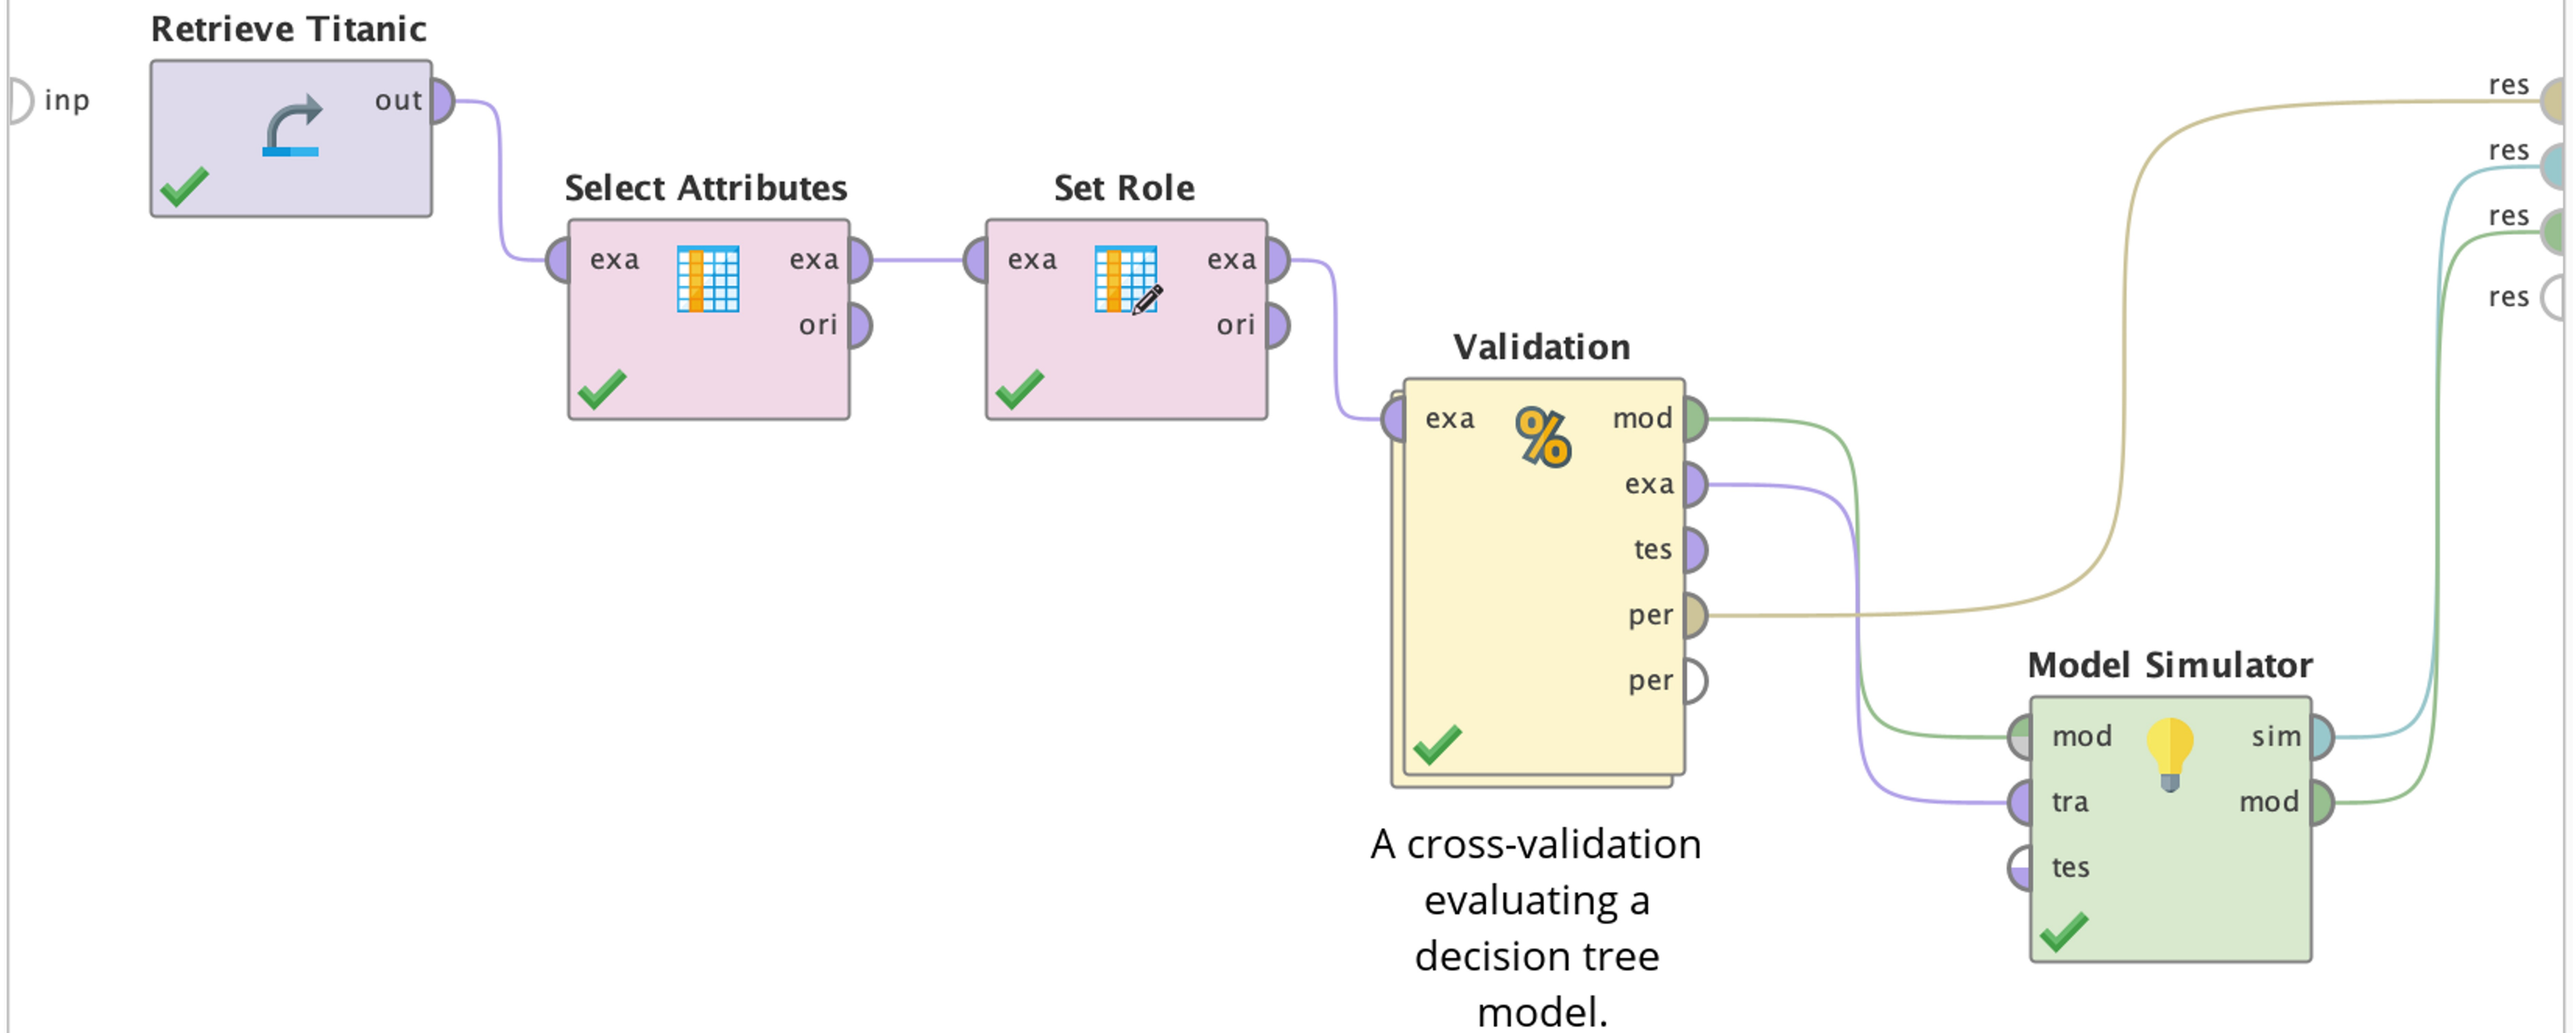 Retrieve Titanic
inp
out
Select Attributes
exa
exa
ori
Set Role
exa
exa
ori
Validation
exa
%
mod
exa
tes
per
per
A cross-validation
evaluating a
decision tree
model.
Model Simulator
mod
tra
tes
sim
mod
res
res
res
res